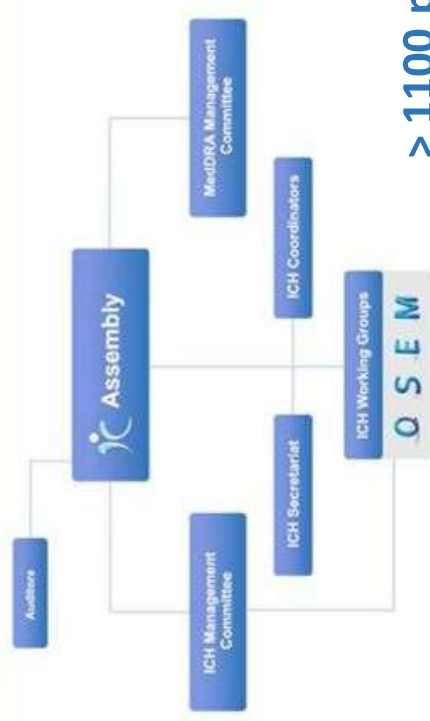 Auditors
Assembly
ICH Management
Committee
MedDRA Management
Committee
ICH Secretariat
ICH Coordinators
ICH Working Groups
Q S E M
> 1100